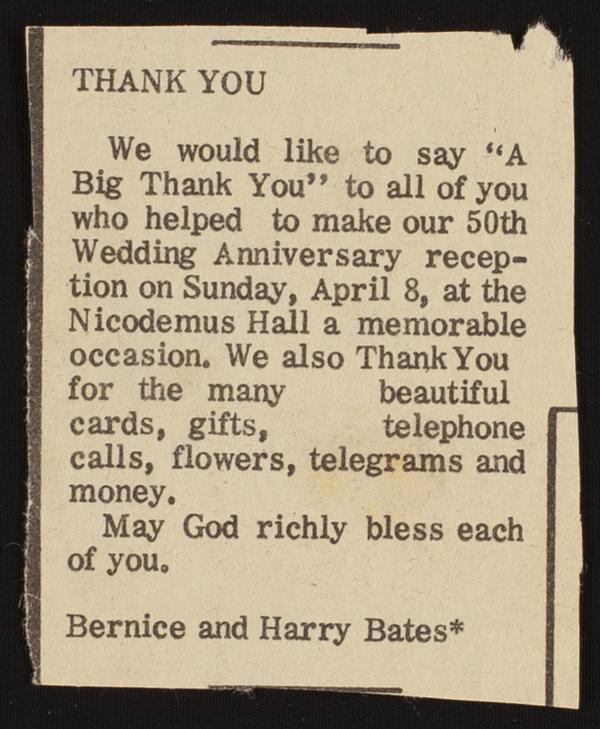 THANK YOU
We would like to say “A
Big Thank You” to all of you
who helped to make our 50th
Wedding Anniversary recep-
tion on Sunday, April 8, at the
Nicodemus Hall a memorable
occasion. We also Thank You
for the many beautiful
cards, gifts, telephone
calls, flowers, telegrams and
money.
May God richly bless each
of you.
Bernice and Harry Bates*